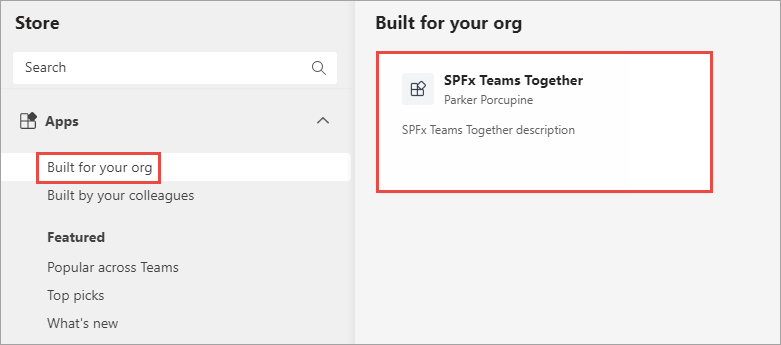 Store
Search
Apps
Built for your org
Built by your colleagues
Featured
Popular across Teams
Top picks
What's new
Built for your org
SPFx Teams Together
Parker Porcupine
SPFx Teams Together description